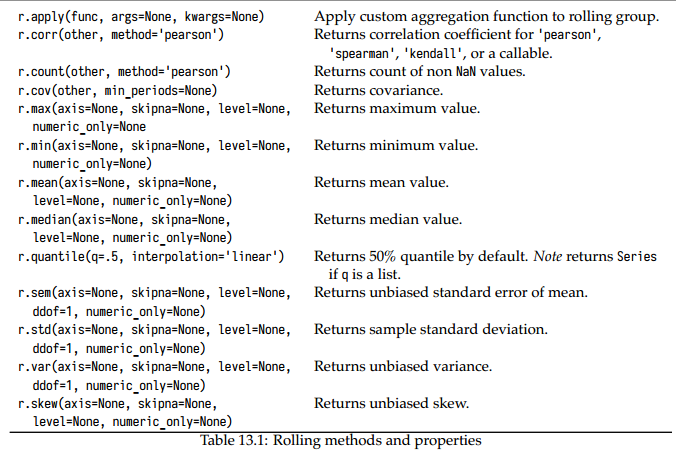 r.apply(func, args=None, kwargs=None) Apply custom aggregation function to rolling group.
r.corr(other, method='pearson') Returns correlation coefficient for 'pearson',
'spearman', 'kendall', or a callable.
r.count(other, method='pearson') Returns count of non NaN values.
r.cov(other, min_periods=None) Returns covariance.
r.max(axis=None, skipna=None, level=None, Returns maximum value.
numeric_only=None
r.min(axis=None, skipna=None, level=None, Returns minimum value.
numeric_only=None)
r.mean(axis=None, skipna=None, Returns mean value.
level=None, numeric_only=None)
r.median(axis=None, skipna=None, Returns median value.
level=None, numeric_only=None)
r.quantile(q=.5, interpolation='linear') Returns 50% quantile by default. Note returns Series
if q is a list.
r.sem(axis=None, skipna=None, level=None, Returns unbiased standard error of mean.
ddof=1, numeric_only=None)
r.std(axis=None, skipna=None, level=None, Returns sample standard deviation.
ddof=1, numeric_only=None)
r.var(axis=None, skipna=None, level=None, Returns unbiased variance.
ddof=1, numeric_only=None)
r.skew(axis=None, skipna=None, Returns unbiased skew.
level=None, numeric_only=None)
Table 13.1: Rolling methods and properties